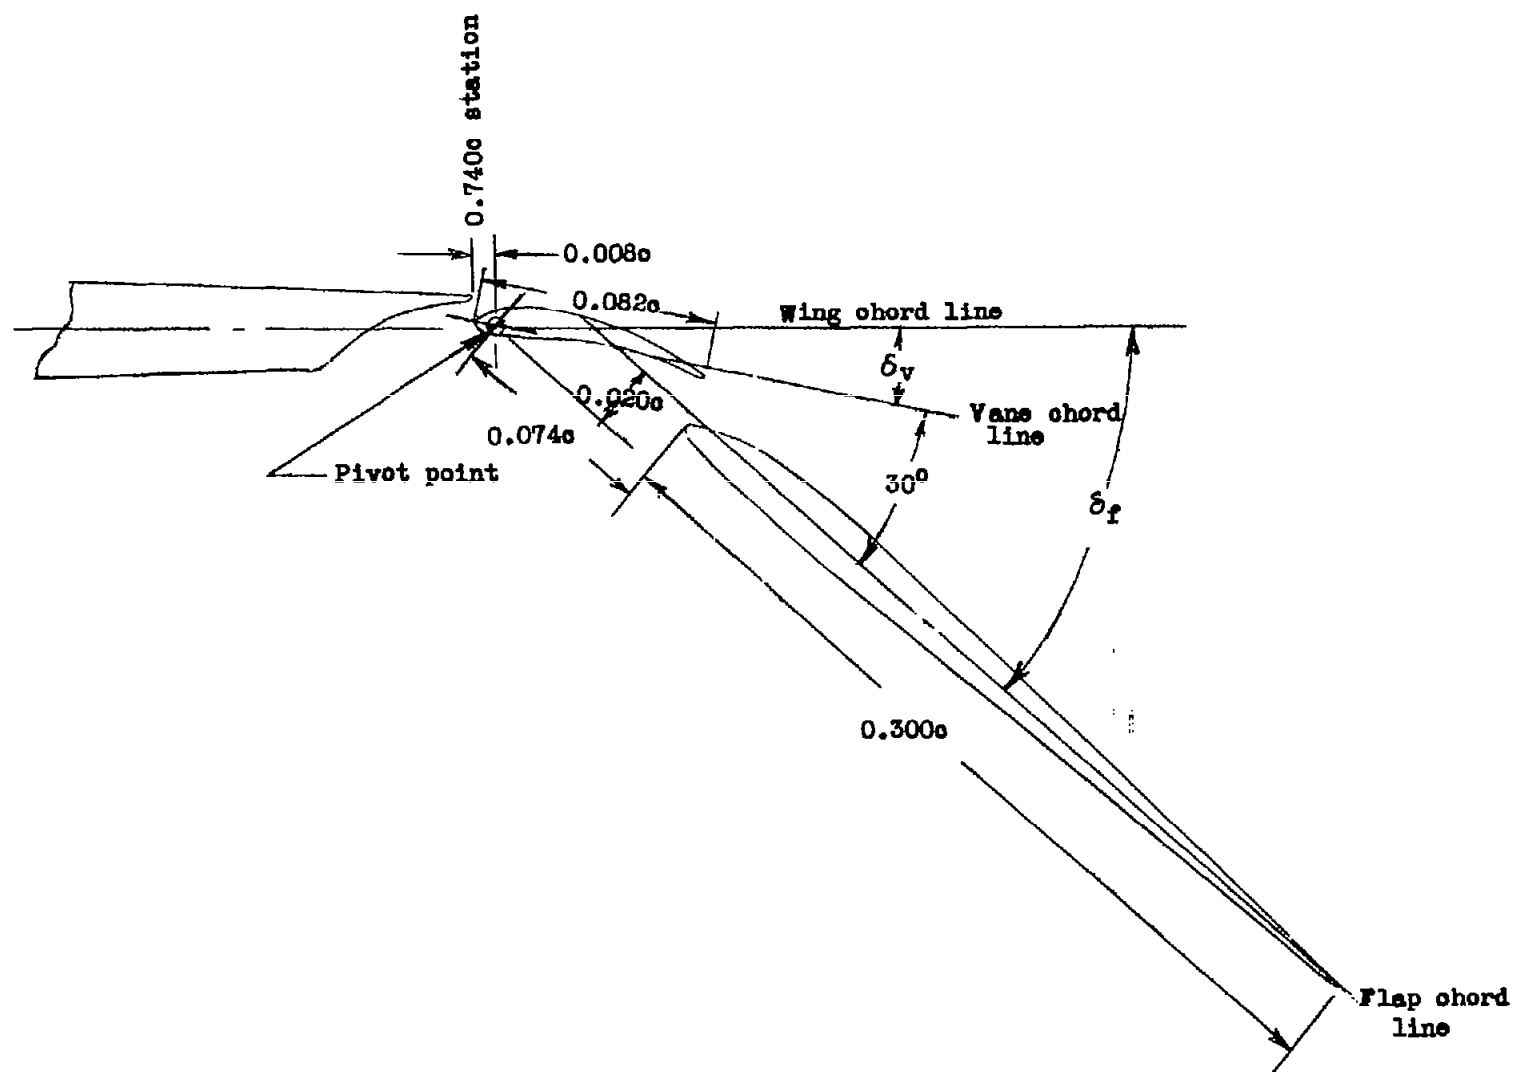 0.740c station
0.008c
0.082c
Wing chord line
δv
0.020c
Vane chord
line
0.074c
Pivot point
30°
δf
0.300c
Flap chord
line